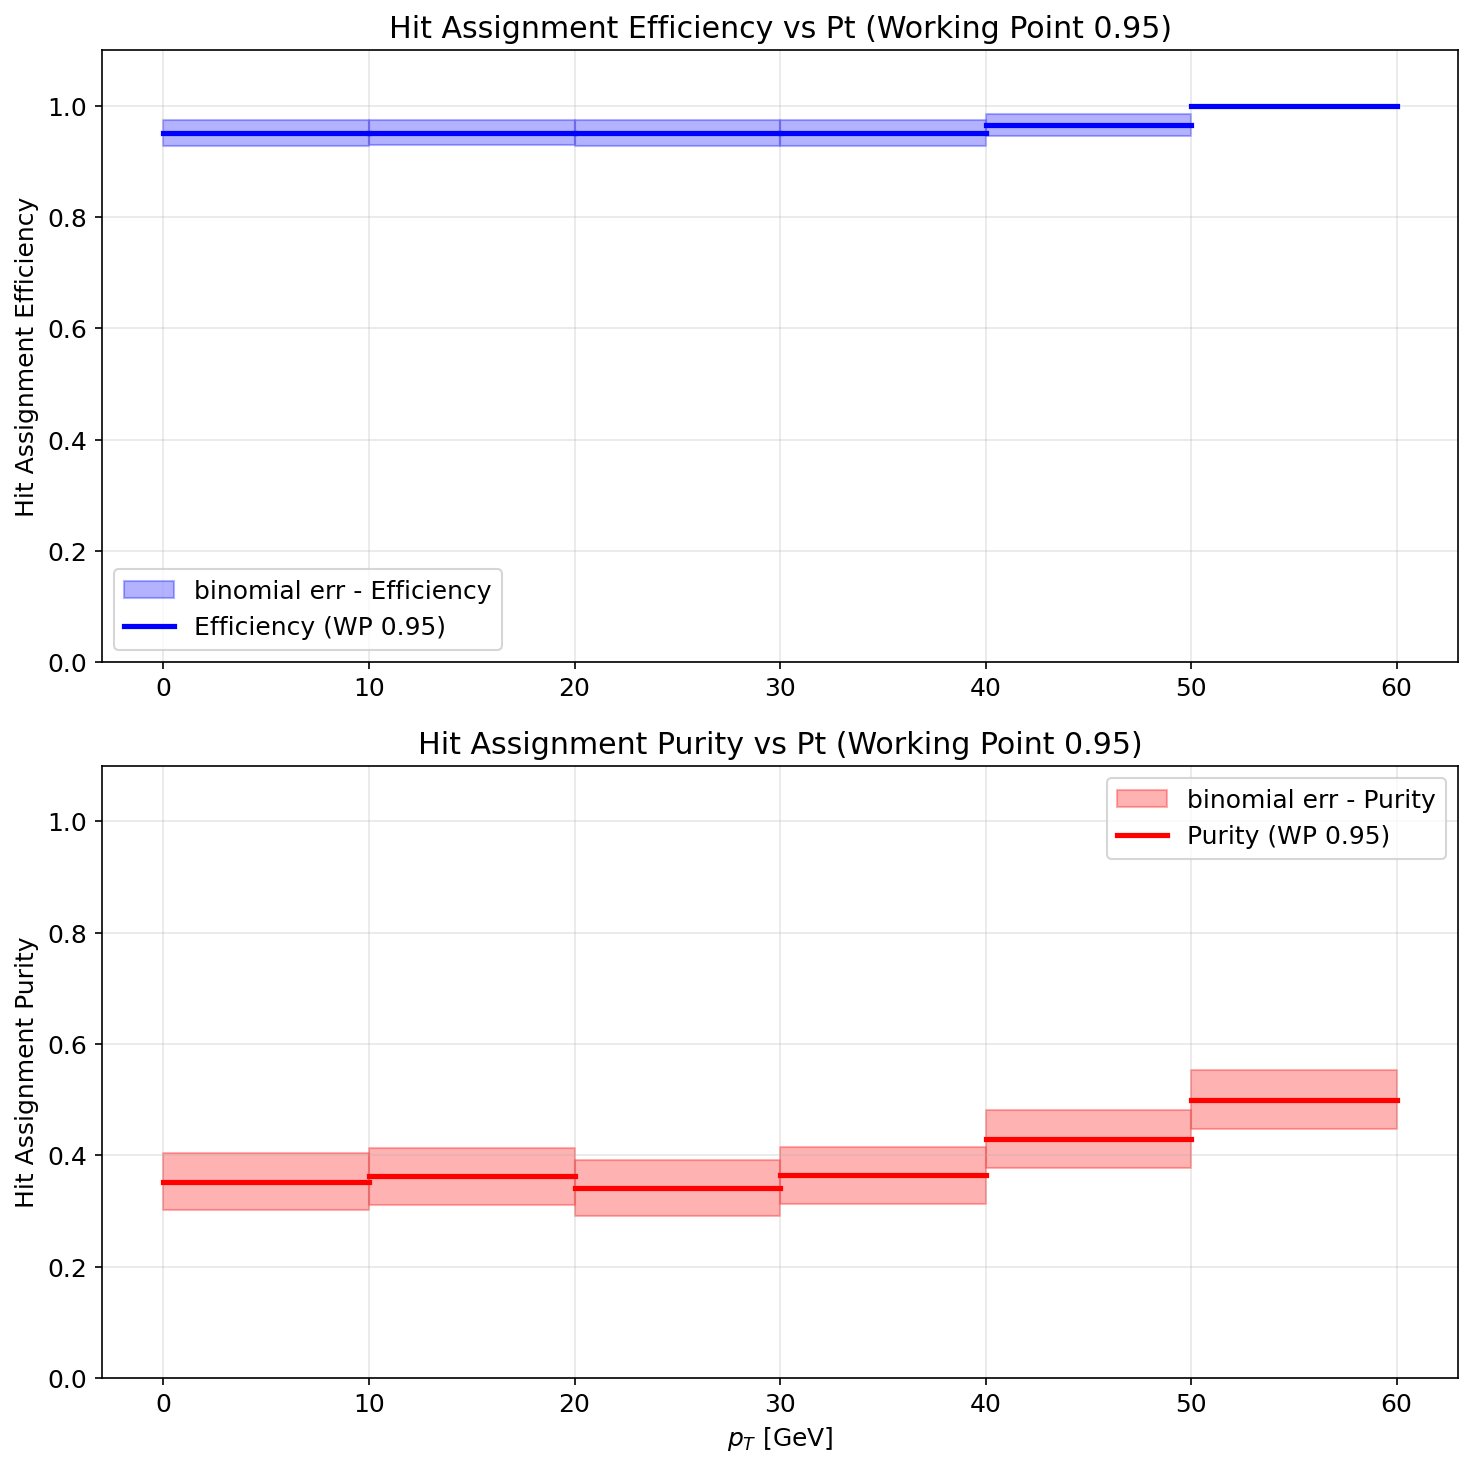 Hit Assignment Efficiency vs Pt (Working Point 0.95)
Hit Assignment Efficiency
1.0
0.8
0.6
0.4
0.2
0.0
binomial err - Efficiency
Efficiency (WP 0.95)
0 10 20 30 40 50 60
Hit Assignment Purity vs Pt (Working Point 0.95)
Hit Assignment Purity
1.0
0.8
0.6
0.4
0.2
0.0
binomial err - Purity
Purity (WP 0.95)
0 10 20 30 40 50 60
p_T [GeV]